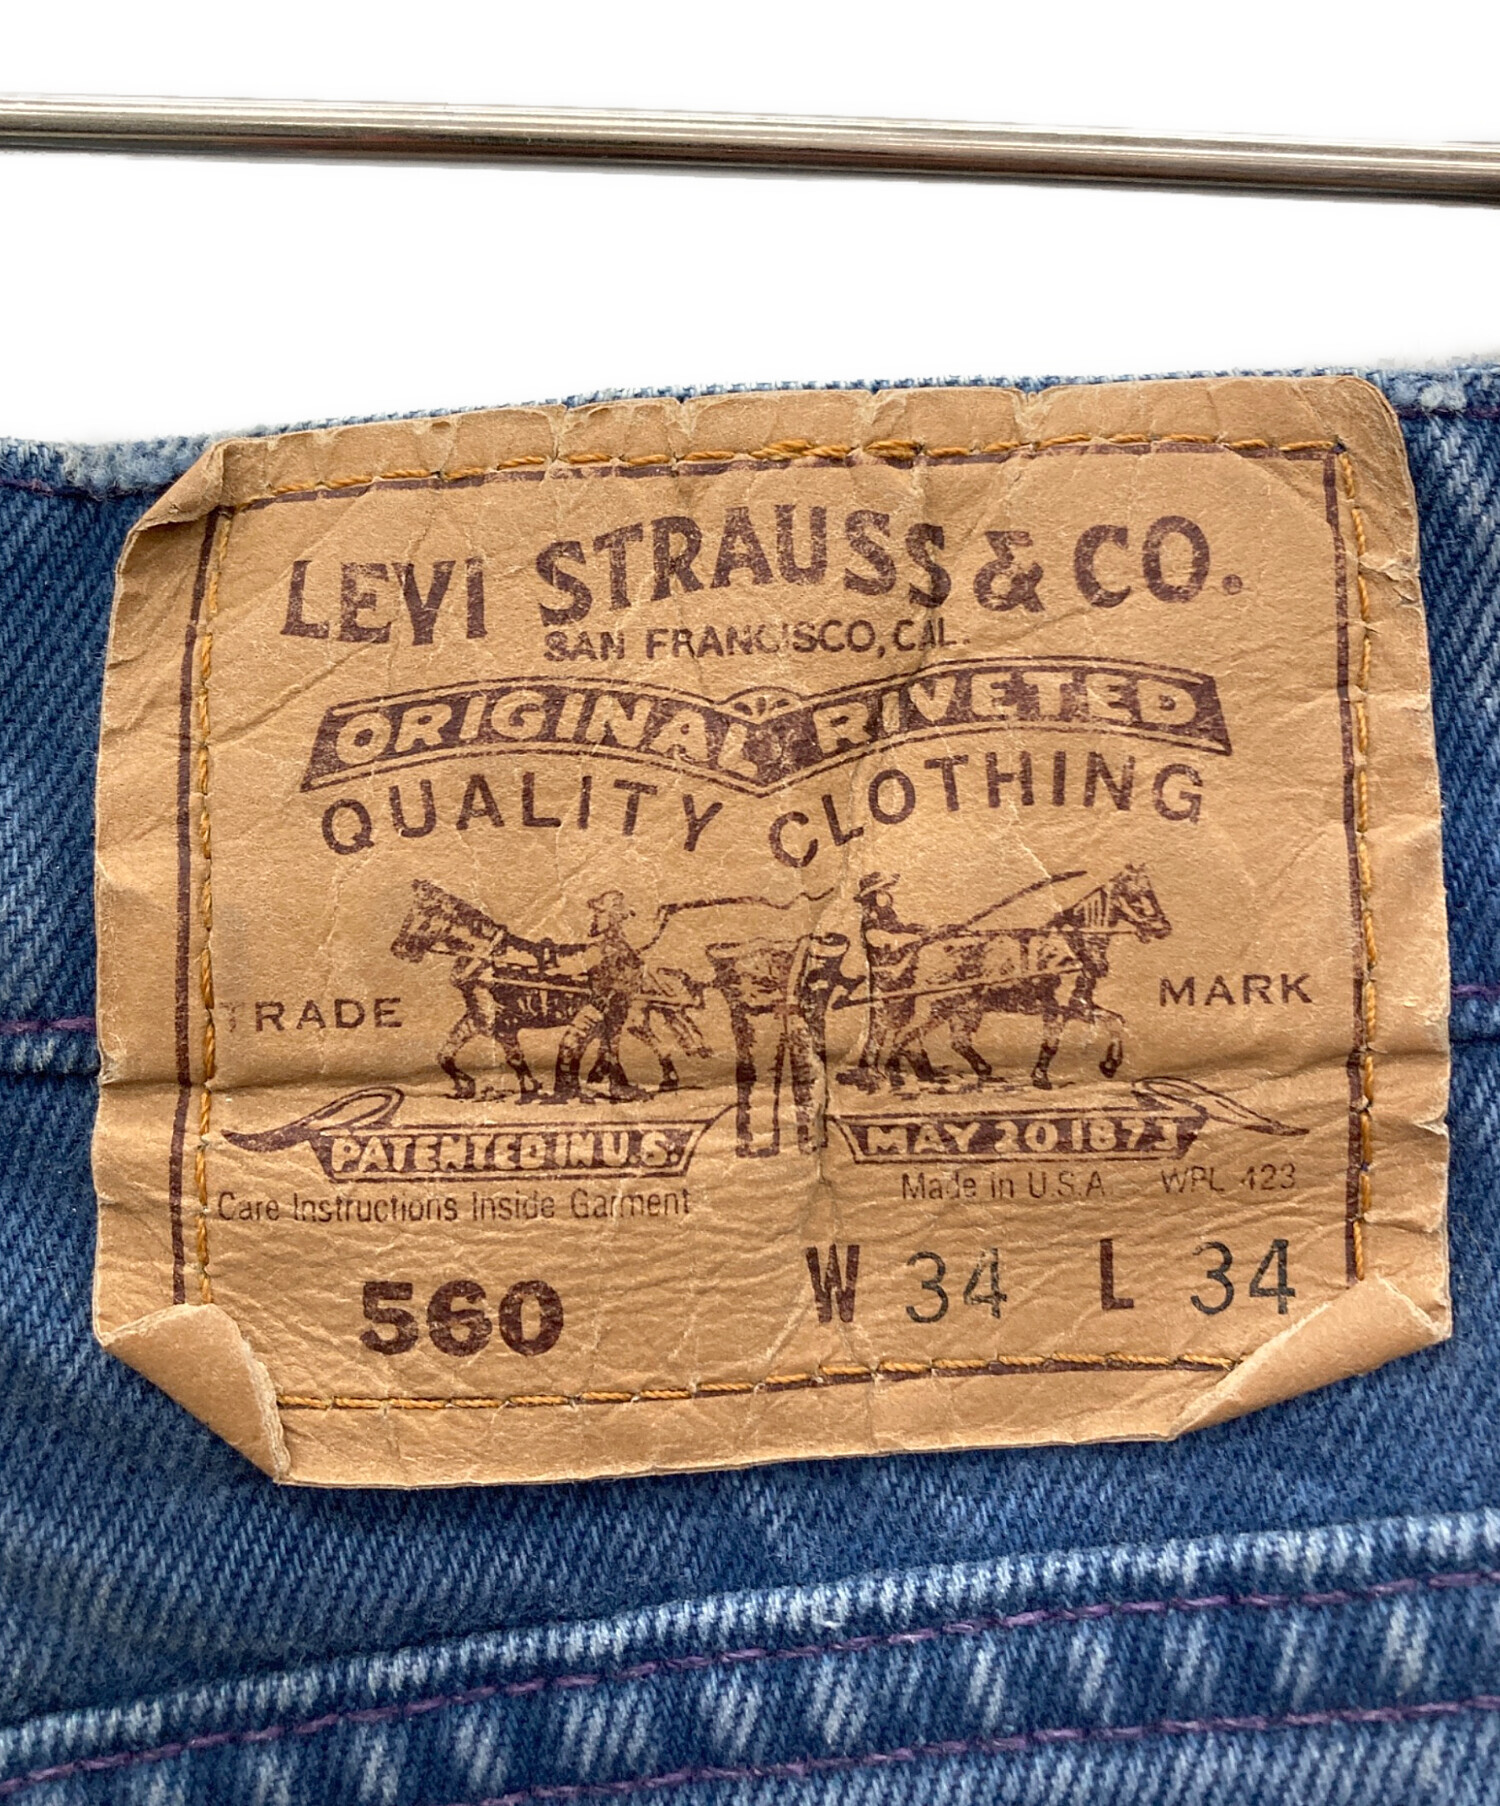 LEVI STRAUSS & CO.
SAN FRANCISCO, CAL.
ORIGINAL RIVETED
QUALITY CLOTHING
TRADE MARK
PATENTED IN U.S. MAY 20 1873
Care Instructions Inside Garment Made in U.S.A. WPL 423
560 W 34 L 34